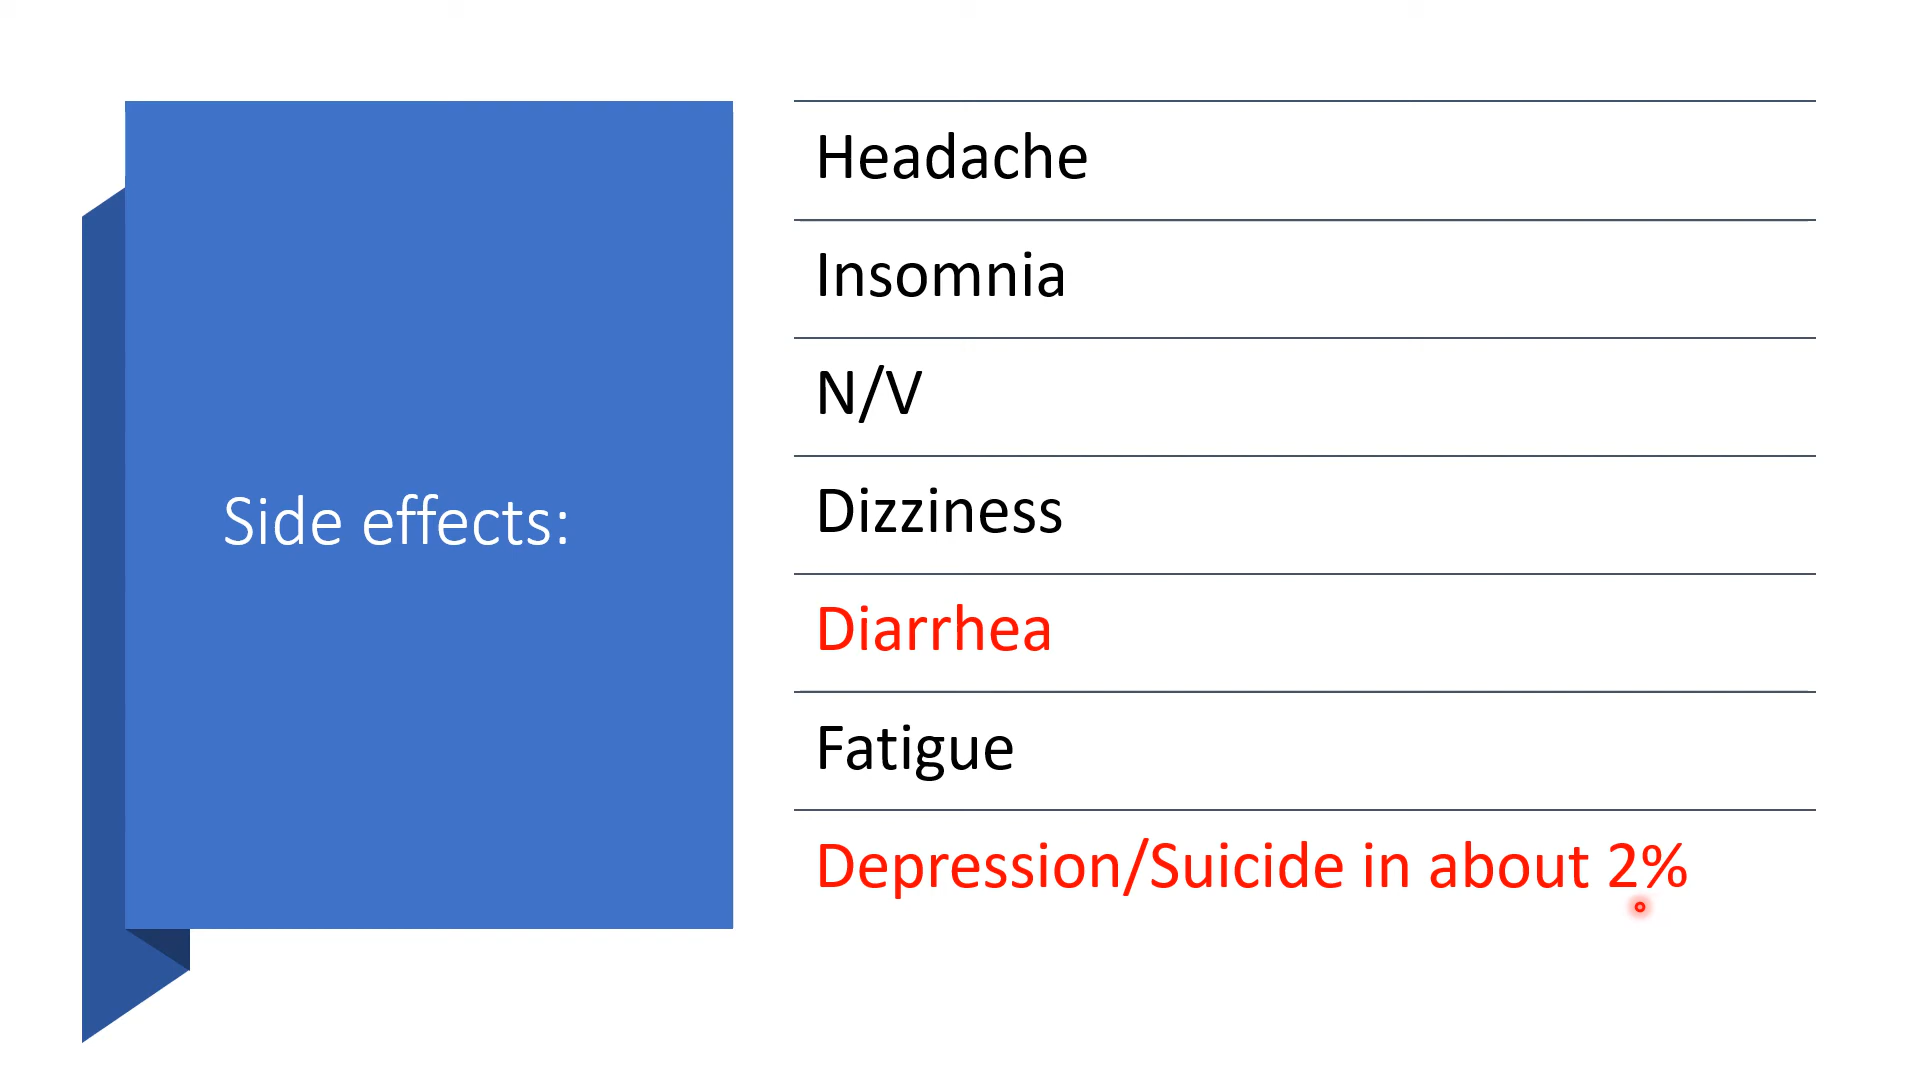 Side effects:
Headache
Insomnia
N/V
Dizziness
Diarrhea
Fatigue
Depression/Suicide in about 2%